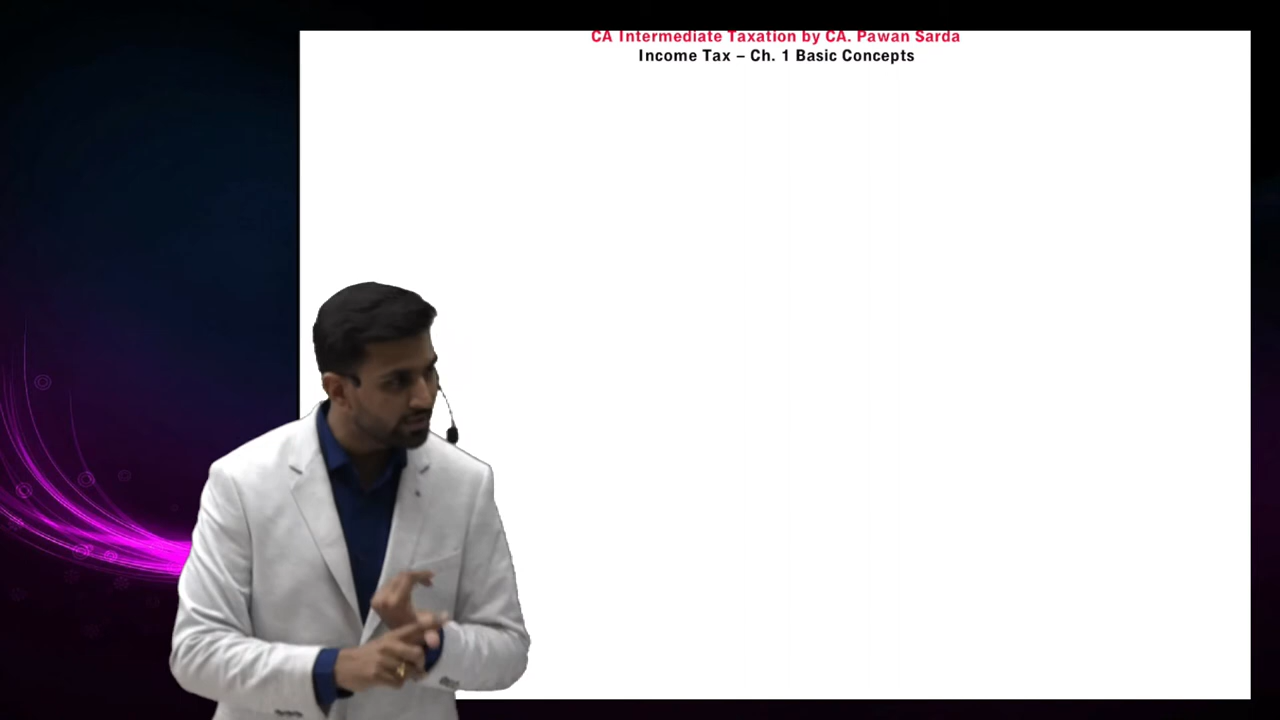 CA Intermediate Taxation by CA. Pawan Sarda
Income Tax – Ch. 1 Basic Concepts